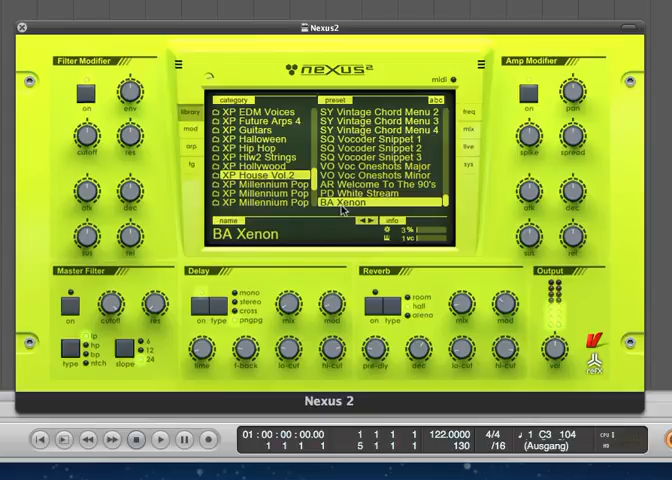 Nexus2
Filter Modifier
on
env
cutoff
res
atk
dec
sus
rel
nexus²
midi
library
mod
arp
tg
category
preset
abc
XP EDM Voices
XP Future Arps 4
XP Guitars
XP Halloween
XP Hip Hop
XP Hlw2 Strings
XP Hollywood
XP House Vol.2
XP Millennium Pop
XP Millennium Pop
XP Millennium Pop
SY Vintage Chord Menu 2
SY Vintage Chord Menu 3
SY Vintage Chord Menu 4
SQ Vocoder Snippet 1
SQ Vocoder Snippet 2
SQ Vocoder Snippet 3
VO Voc Oneshots Major
VO Voc Oneshots Minor
AR Welcome To The 90's
PD White Stream
BA Xenon
name
info
BA Xenon
3 %
1 vc
freq
mix
live
sys
Amp Modifier
on
pan
spike
spread
atk
dec
sus
rel
Master Filter
on
cutoff
res
type
lp
hp
bp
ntch
slope
6
12
24
Delay
on
type
mono
stereo
cross
pngpg
mix
mod
time
f-back
lo-cut
hi-cut
Reverb
on
type
room
hall
arena
mix
mod
pre-dly
dec
lo-cut
hi-cut
Output
vol
V
reFX
Nexus 2
01 : 00 : 00 : 00.00
1 1 1 1
1 1 1 1
5 1 1 1
122.0000
130
4/4
/16
1 C3 104
(Ausgang)
CPU
HD